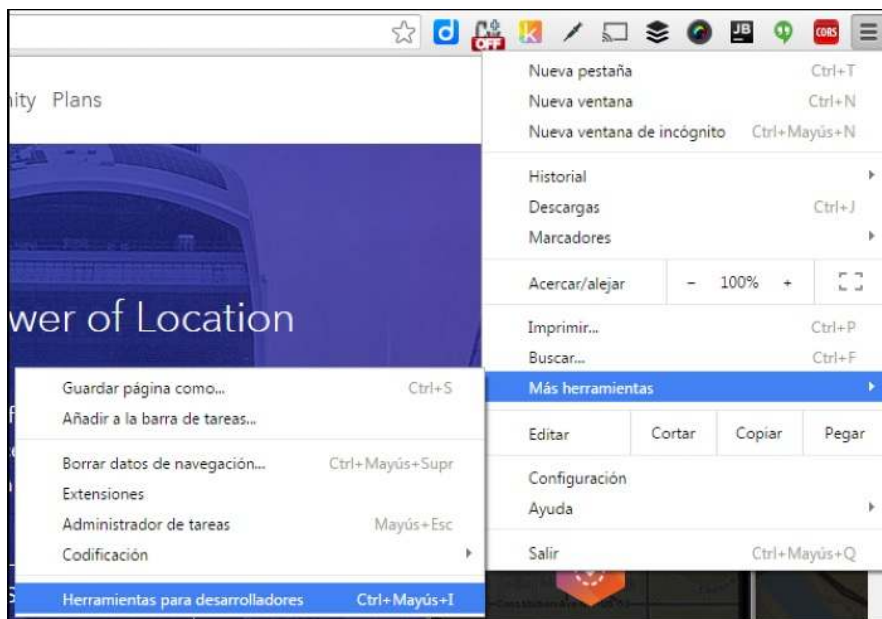 OFF
JB
CORS
ity Plans
wer of Location
Nueva pestaña Ctrl+T
Nueva ventana Ctrl+N
Nueva ventana de incógnito Ctrl+Mayús+N
Historial
Descargas Ctrl+J
Marcadores
Acercar/alejar - 100% +
Imprimir... Ctrl+P
Buscar... Ctrl+F
Más herramientas
Editar Cortar Copiar Pegar
Configuración
Ayuda
Salir Ctrl+Mayús+Q
Guardar página como... Ctrl+S
Añadir a la barra de tareas...
Borrar datos de navegación... Ctrl+Mayús+Supr
Extensiones
Administrador de tareas Mayús+Esc
Codificación
Herramientas para desarrolladores Ctrl+Mayús+I